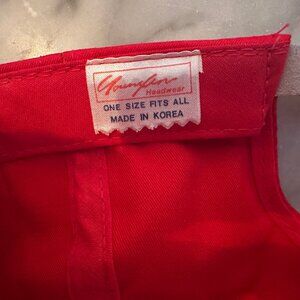 Youngan
Headwear
ONE SIZE FITS ALL
MADE IN KOREA